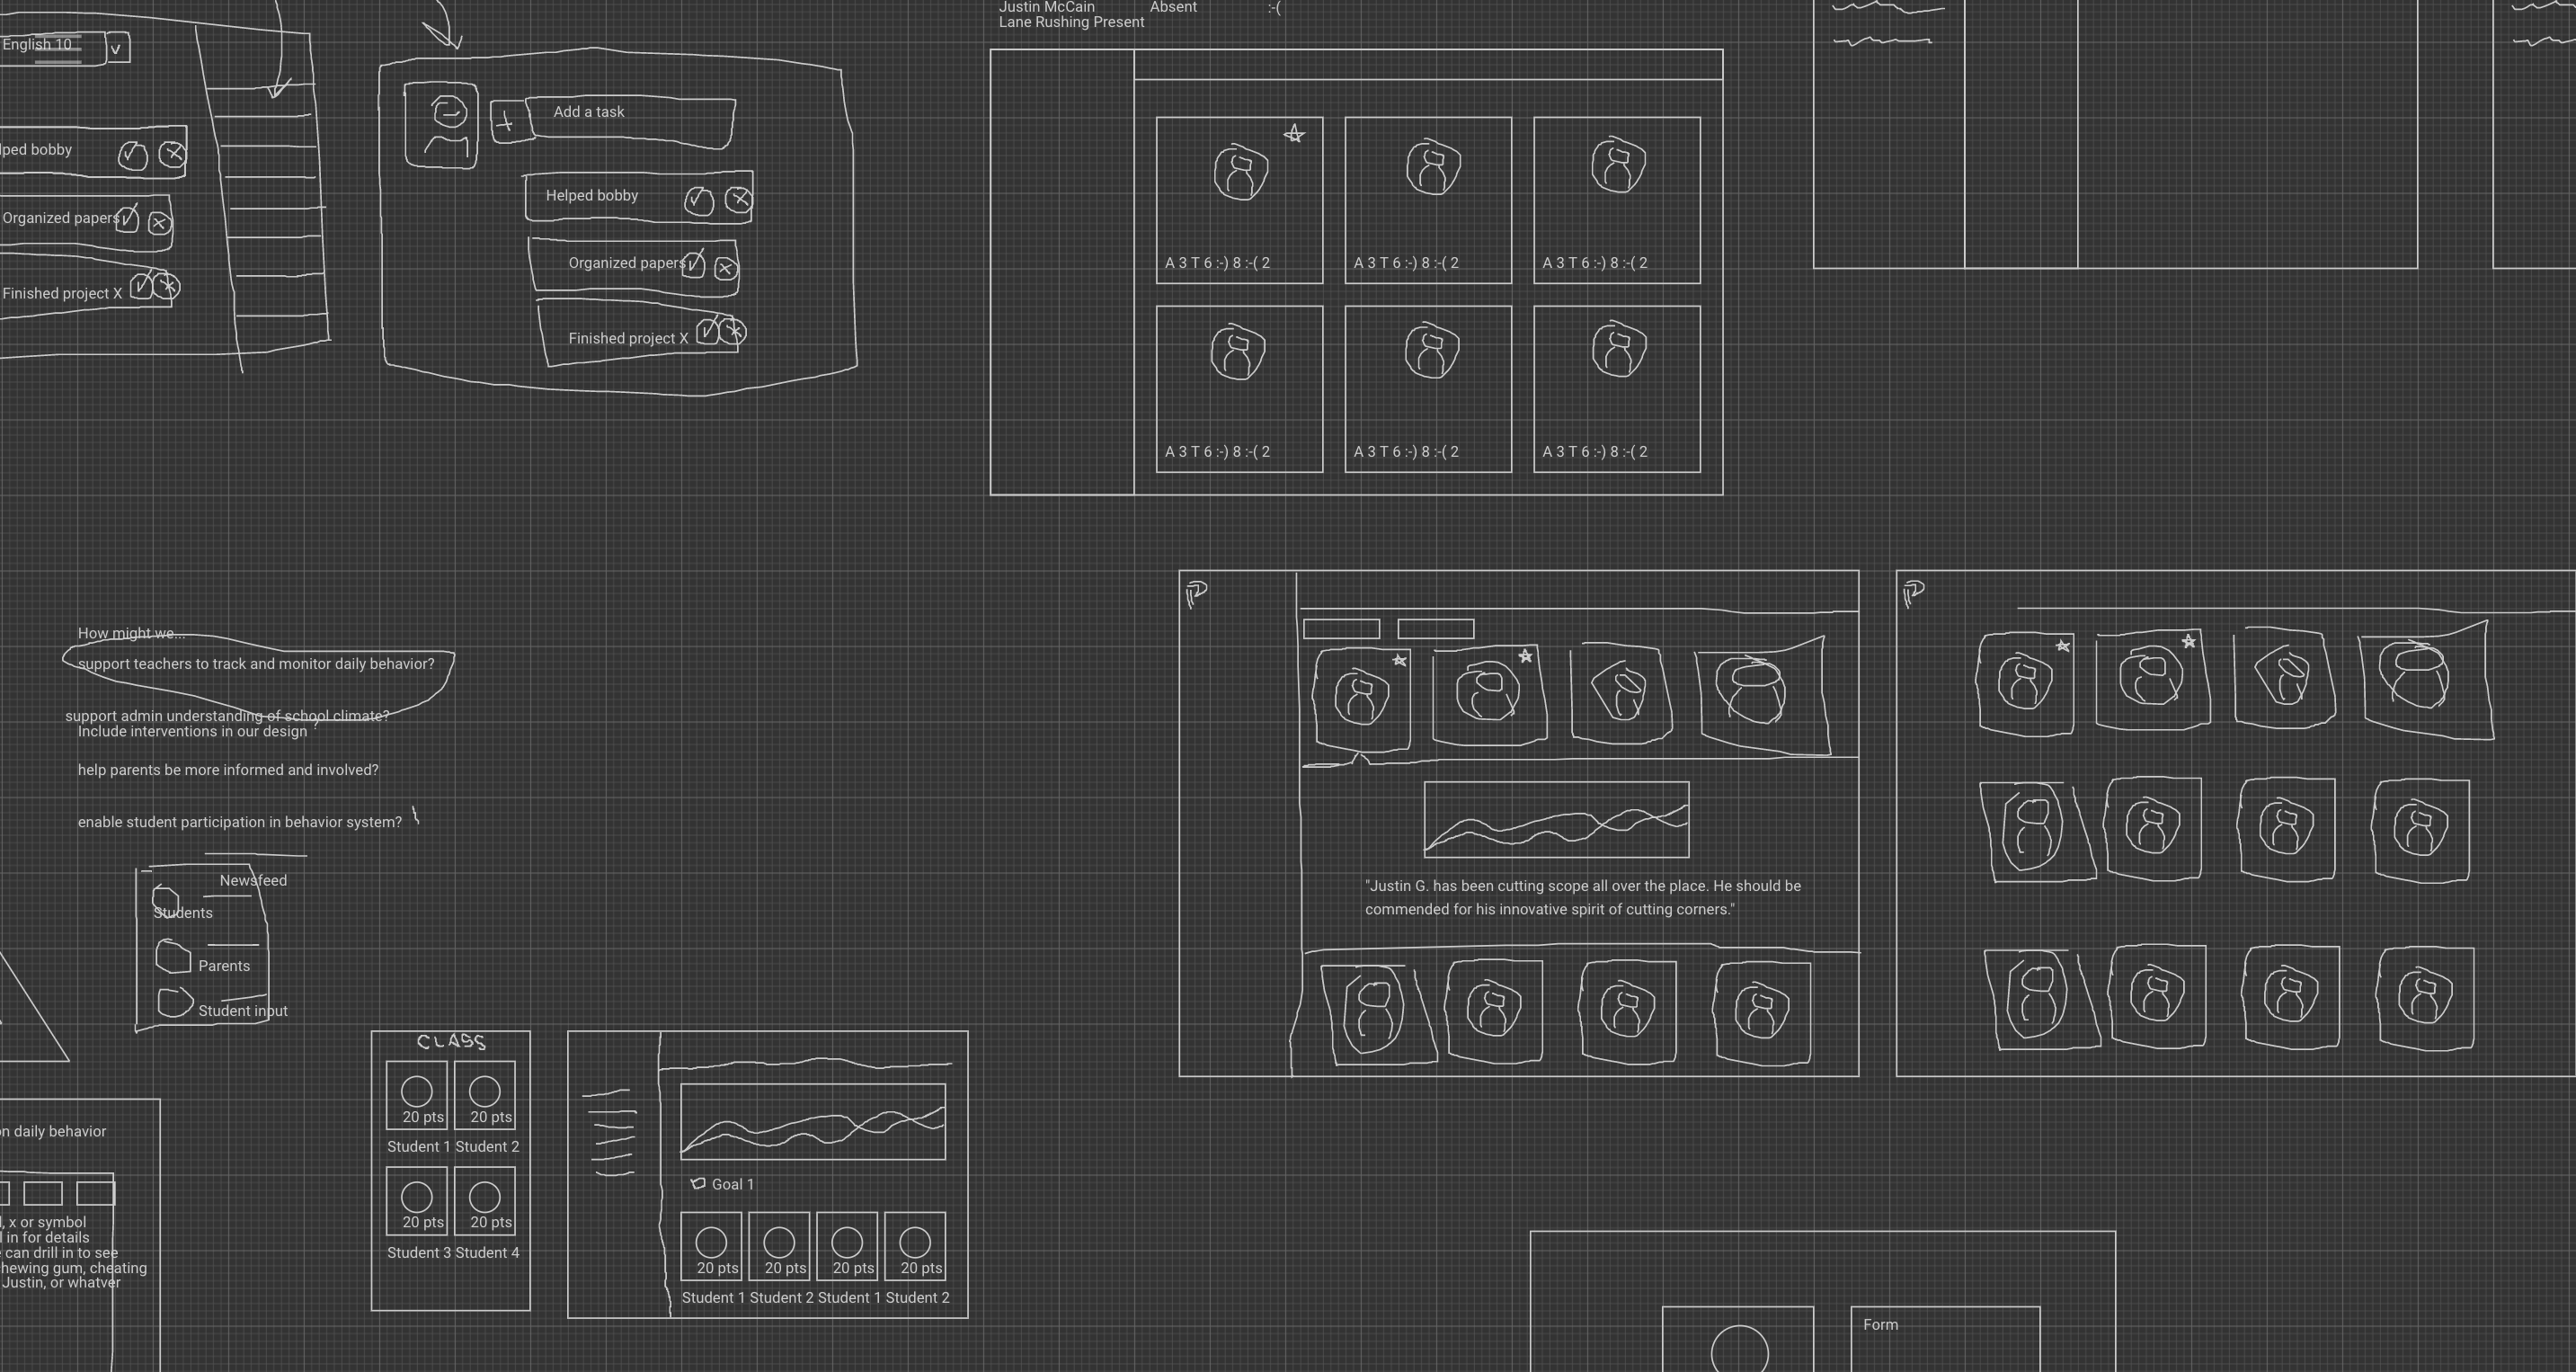 Justin McCain Absent :-(
Lane Rushing Present
English 10 v
lped bobby
Organized papers
Finished project X
Add a task
Helped bobby
Organized papers
Finished project X
A 3 T 6 :-) 8 :-( 2
A 3 T 6 :-) 8 :-( 2
A 3 T 6 :-) 8 :-( 2
A 3 T 6 :-) 8 :-( 2
A 3 T 6 :-) 8 :-( 2
A 3 T 6 :-) 8 :-( 2
How might we...
support teachers to track and monitor daily behavior?
support admin understanding of school climate?
Include interventions in our design ?
help parents be more informed and involved?
enable student participation in behavior system?
Newsfeed
Students
Parents
Student input
"Justin G. has been cutting scope all over the place. He should be
commended for his innovative spirit of cutting corners."
CLASS
20 pts 20 pts
Student 1 Student 2
20 pts 20 pts
Student 3 Student 4
Goal 1
20 pts 20 pts 20 pts 20 pts
Student 1 Student 2 Student 1 Student 2
n daily behavior
, x or symbol
l in for details
can drill in to see
hewing gum, cheating
Justin, or whatever
Form